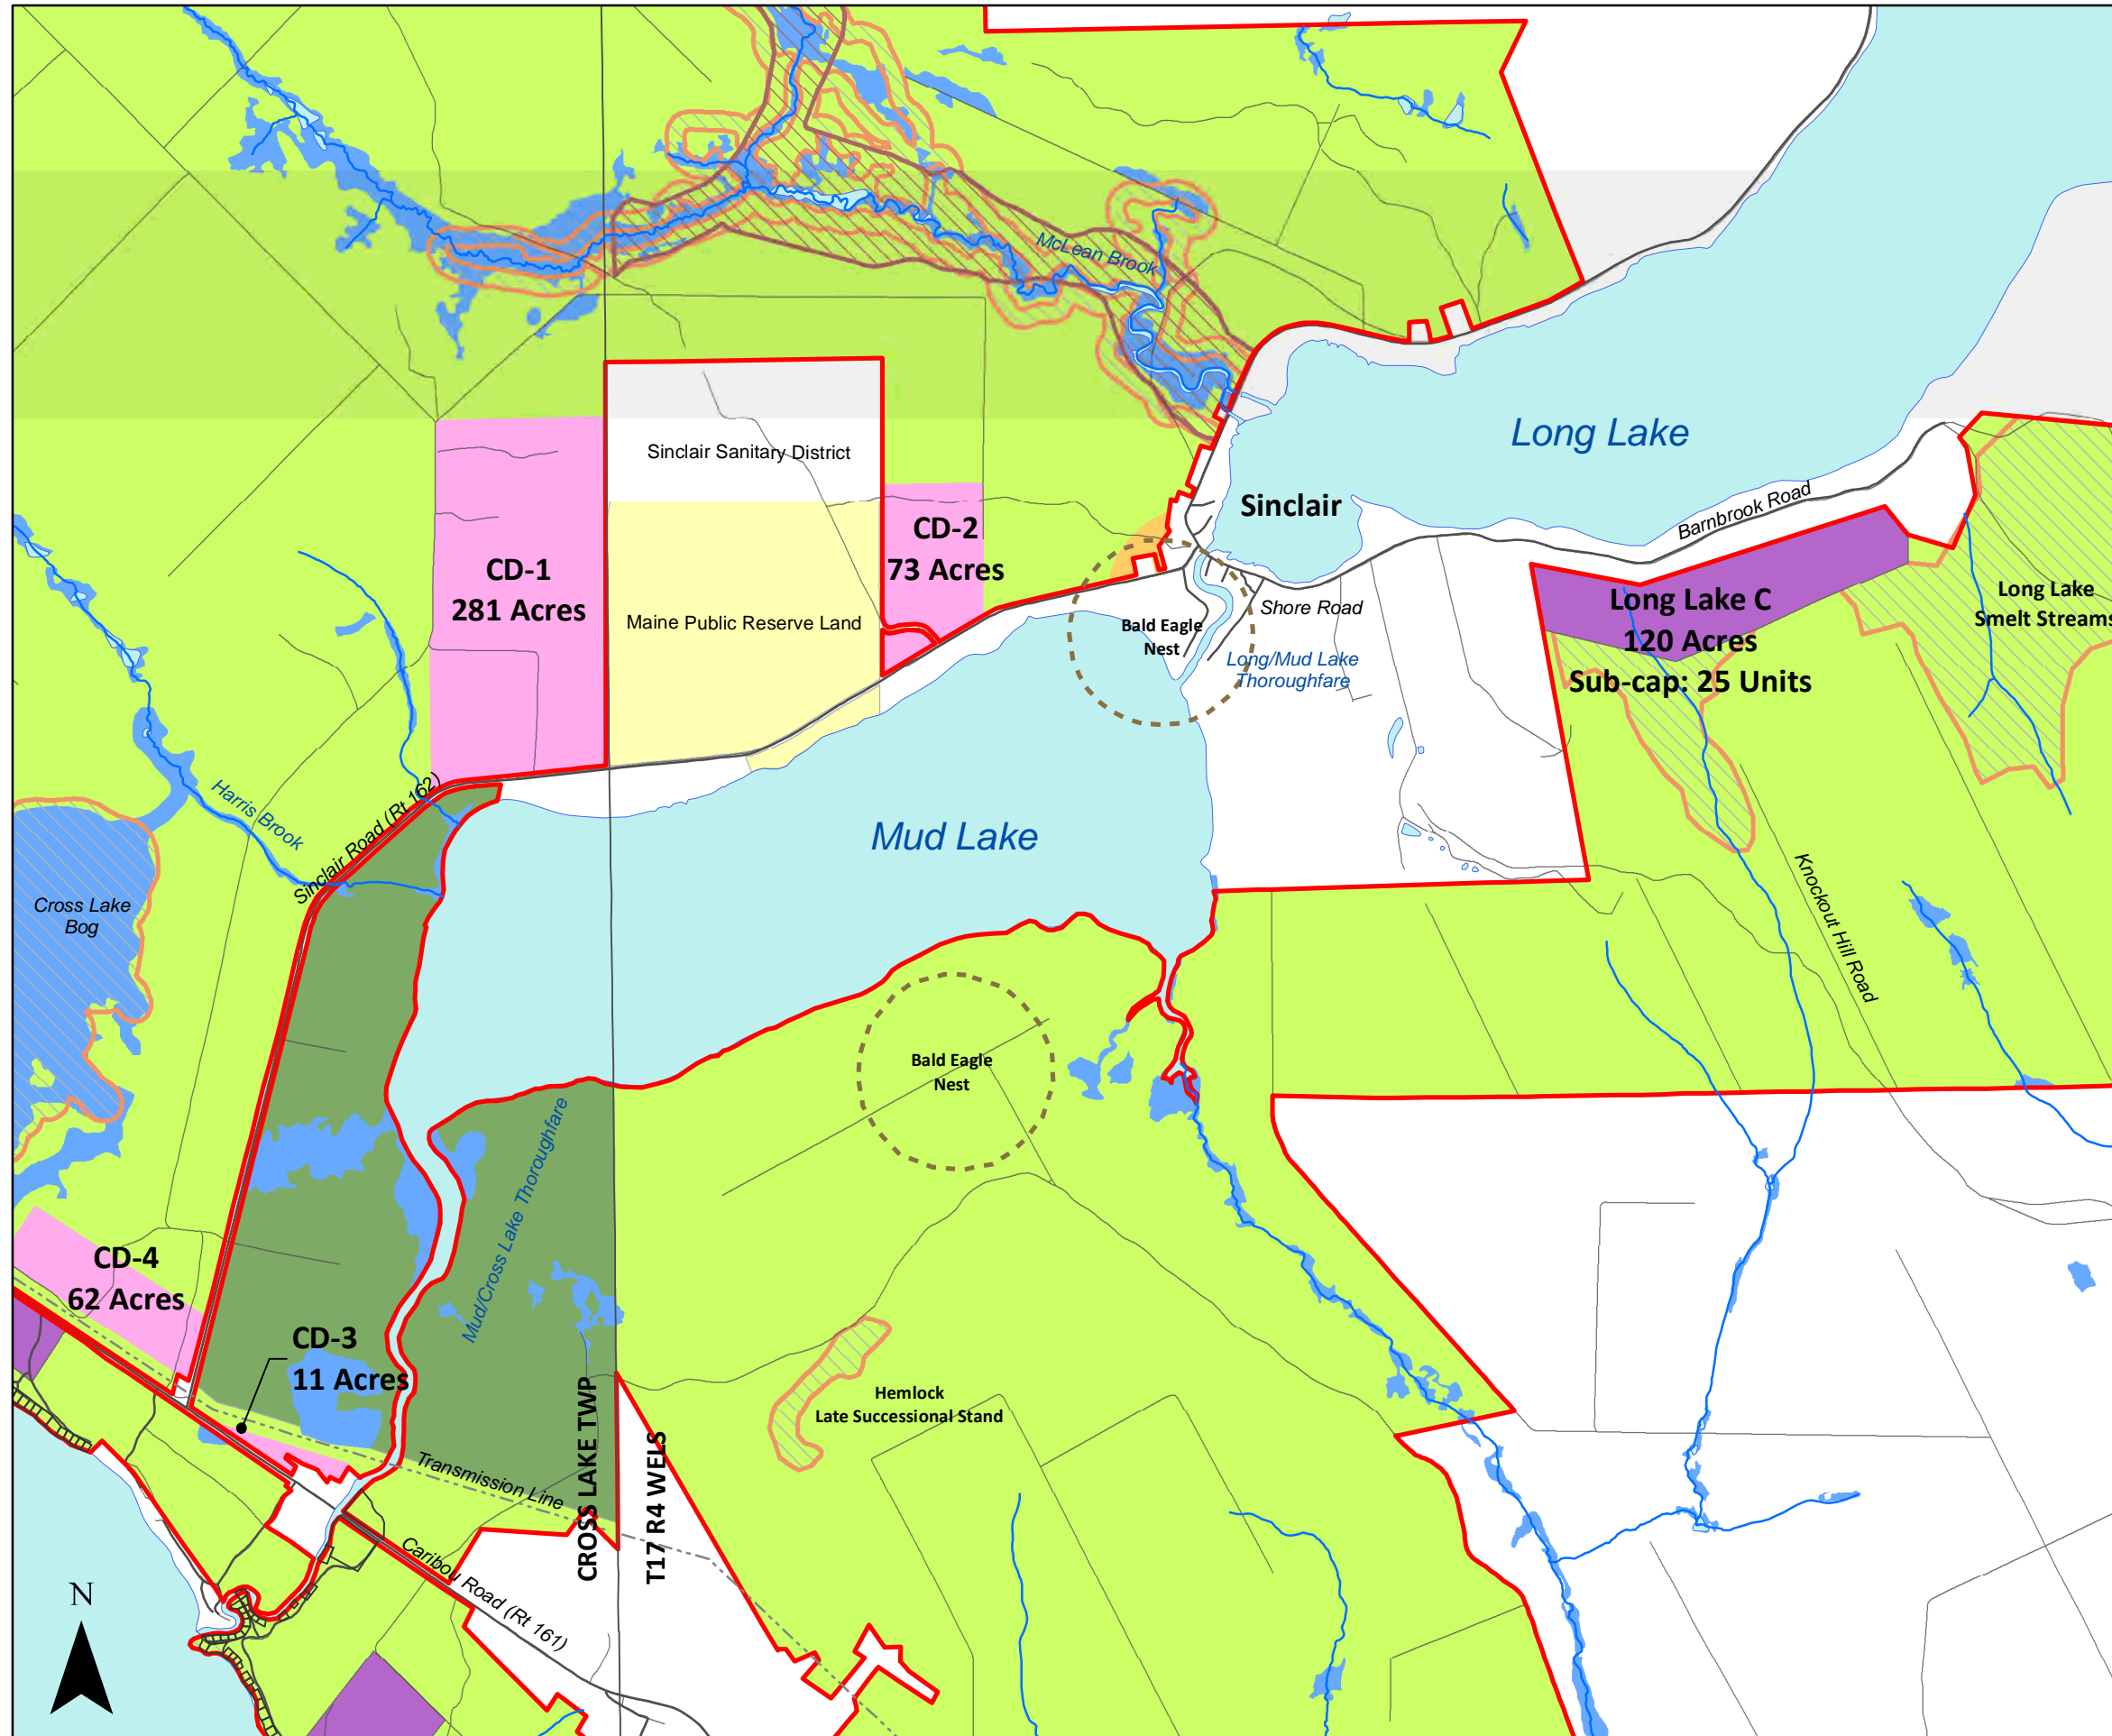 McLean Brook
Long Lake
Sinclair Sanitary District
Sinclair
Barnbrook Road
CD-2
73 Acres
CD-1
281 Acres
Maine Public Reserve Land
Shore Road
Bald Eagle
Nest
Long/Mud Lake
Thoroughfare
Long Lake C
120 Acres
Sub-cap: 25 Units
Long Lake
Smelt Streams
Harris Brook
Sinclair Road (Rt 162)
Mud Lake
Cross Lake
Bog
Knockout Hill Road
Bald Eagle
Nest
Mud/Cross Lake Thoroughfare
CD-4
62 Acres
CD-3
11 Acres
Hemlock
Late Successional Stand
CROSS LAKE TWP
T17 R4 WELS
Transmission Line
Caribou Road (Rt 161)
N